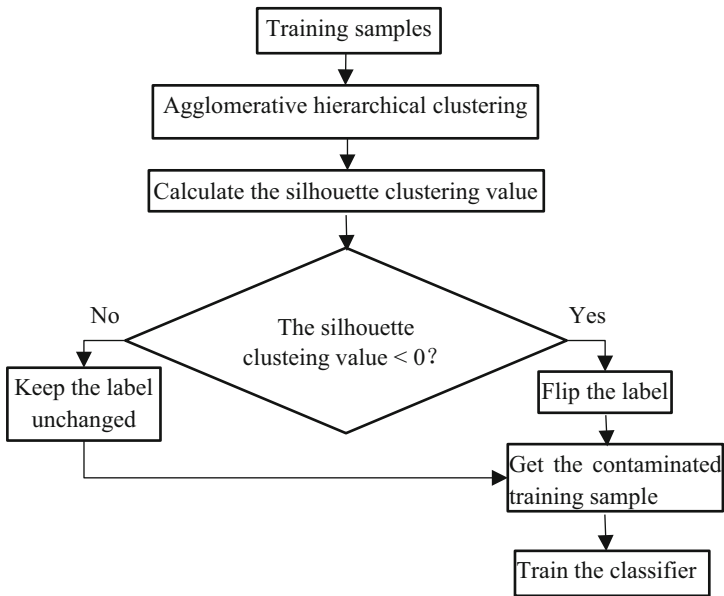 Training samples
Agglomerative hierarchical clustering
Calculate the silhouette clustering value
No
Yes
The silhouette
clusteing value < 0?
Keep the label
unchanged
Flip the label
Get the contaminated
training sample
Train the classifier